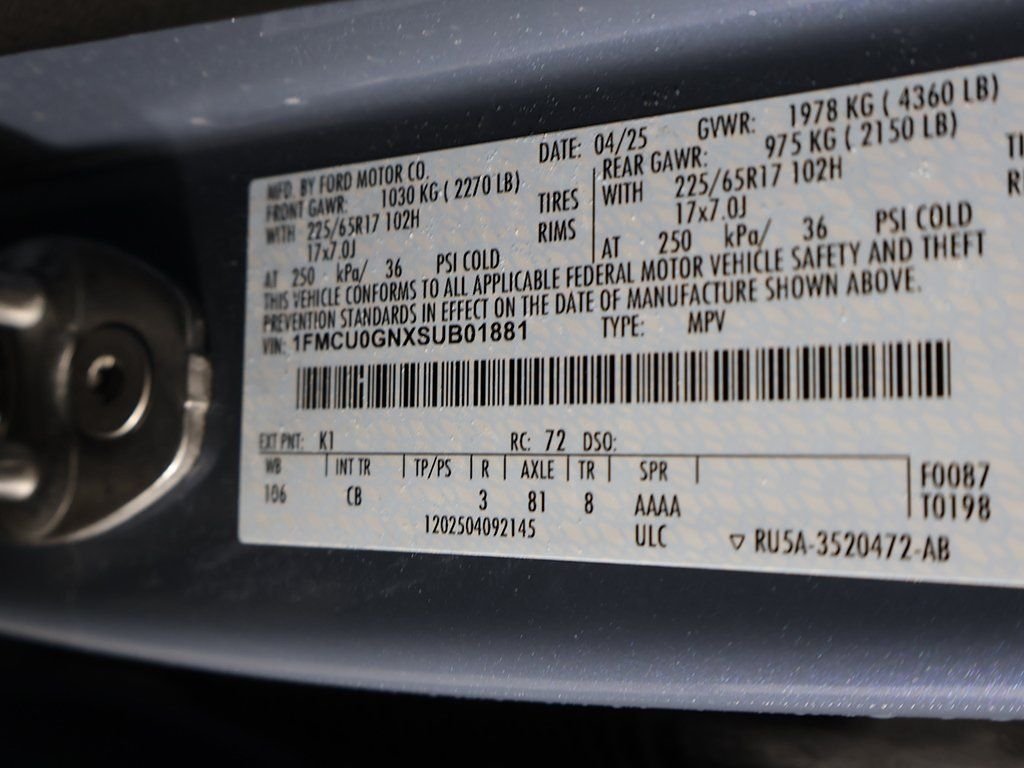 MFD. BY FORD MOTOR CO. DATE: 04/25 GVWR: 1978 KG ( 4360 LB)
FRONT GAWR: 1030 KG ( 2270 LB) REAR GAWR: 975 KG ( 2150 LB)
WITH 225/65R17 102H TIRES WITH 225/65R17 102H
17x7.0J RIMS 17x7.0J
AT 250 kPa/ 36 PSI COLD AT 250 kPa/ 36 PSI COLD
THIS VEHICLE CONFORMS TO ALL APPLICABLE FEDERAL MOTOR VEHICLE SAFETY AND THEFT
PREVENTION STANDARDS IN EFFECT ON THE DATE OF MANUFACTURE SHOWN ABOVE.
VIN: 1FMCU0GNXSUB01881 TYPE: MPV
EXT PNT: K1 RC: 72 DSO:
WB INT TR TP/PS R AXLE TR SPR F0087
106 CB 3 81 8 AAAA T0198
1202504092145 ULC ▽ RU5A-3520472-AB